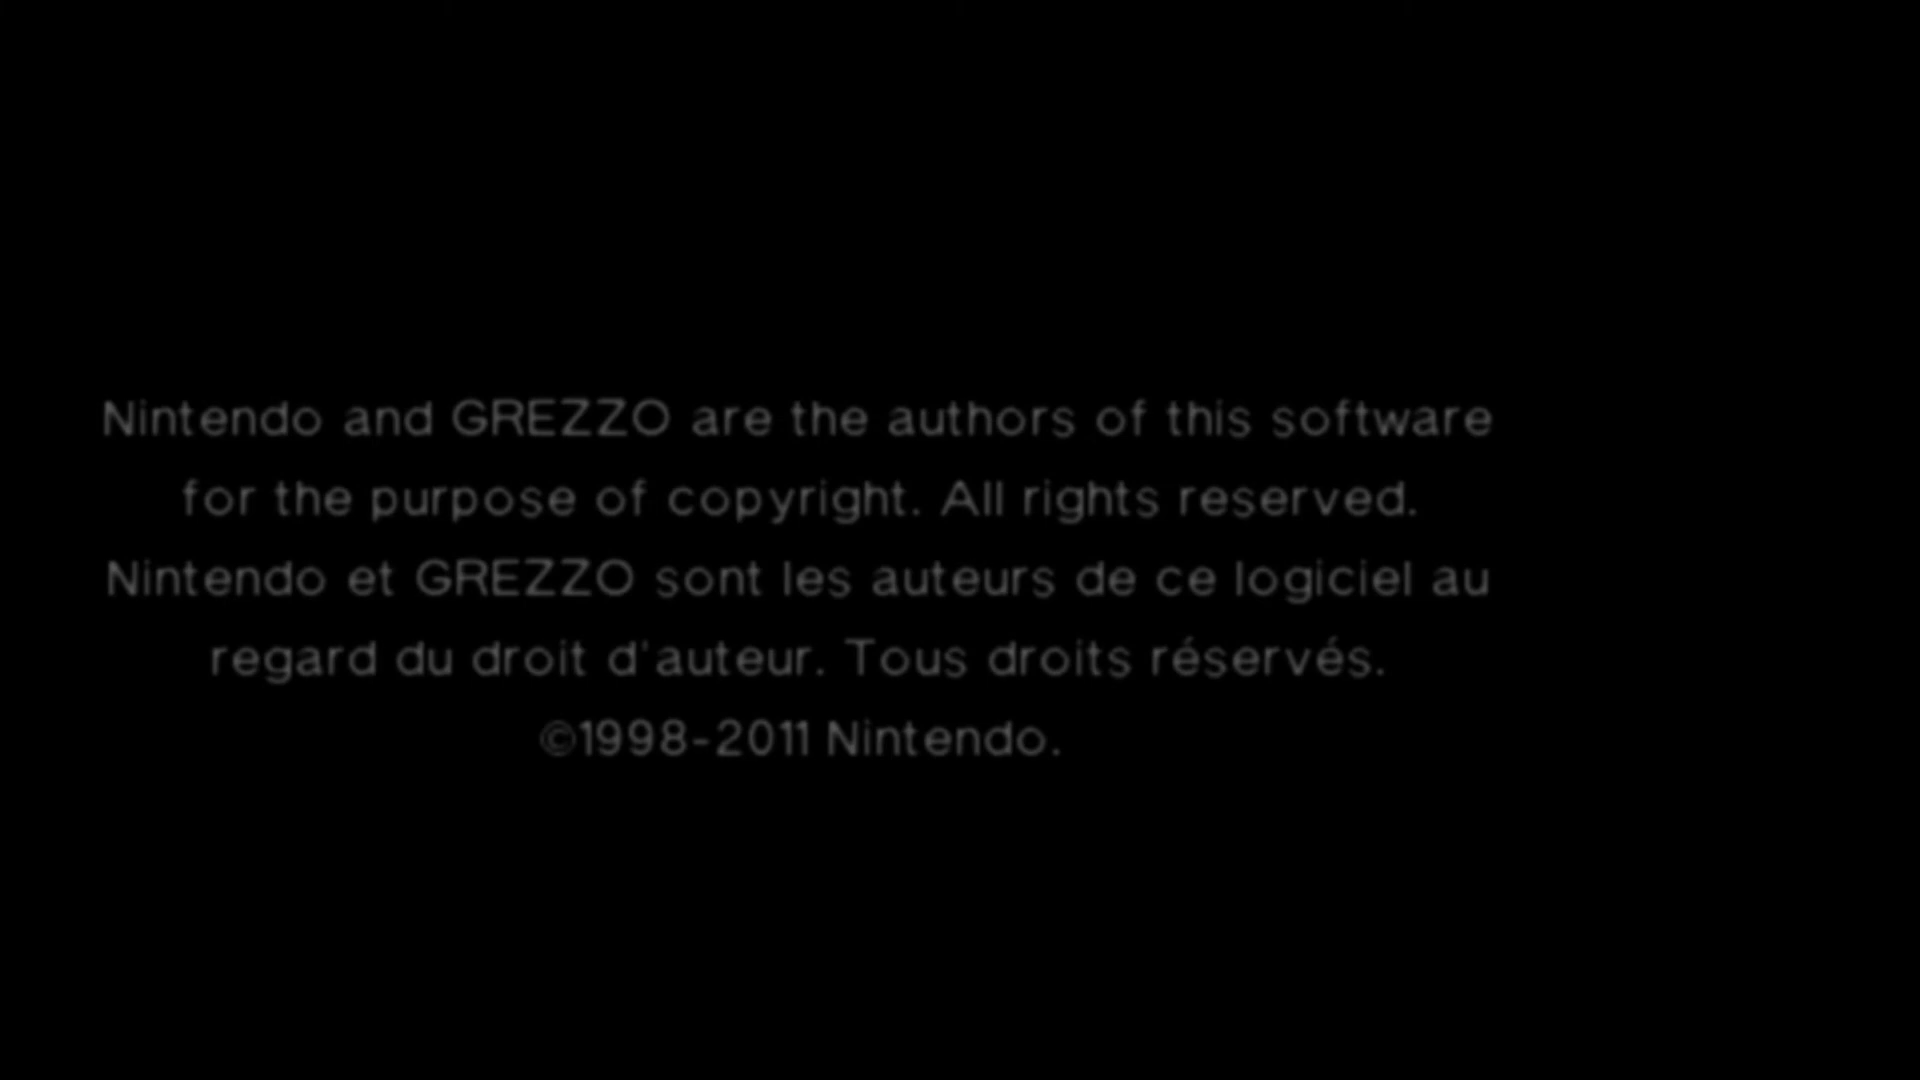 Nintendo and GREZZO are the authors of this software
for the purpose of copyright. All rights reserved.
Nintendo et GREZZO sont les auteurs de ce logiciel au
regard du droit d'auteur. Tous droits réservés.
©1998-2011 Nintendo.